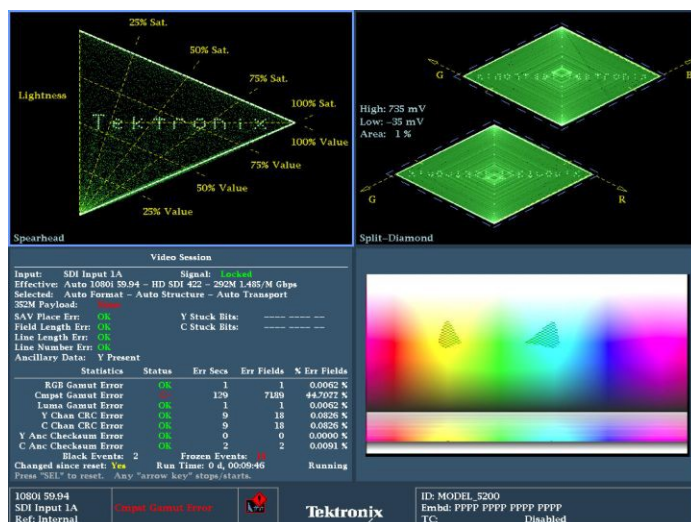 25% Sat.
50% Sat.
75% Sat.
Lightness
100% Sat.
Tektronix
100% Value
75% Value
50% Value
25% Value
Spearhead
G
B
High: 735 mV
Low: -35 mV
Area: 1 %
G
R
Split-Diamond
Video Session
Input: SDI Input 1A Signal: Locked
Effective: Auto 1080i 59.94 - HD SDI 422 - 292M 1.485/M Gbps
Selected: Auto Format - Auto Structure - Auto Transport
352M Payload:
SAV Place Err: OK Y Stuck Bits: ---- ---- --
Field Length Err: OK C Stuck Bits: ---- ---- --
Line Length Err: OK
Line Number Err: OK
Ancillary Data: Y Present
Statistics Status Err Secs Err Fields % Err Fields
RGB Gamut Error OK 1 1 0.0062 %
Cmpst Gamut Error 129 7189 44.7077 %
Luma Gamut Error OK 1 1 0.0062 %
Y Chan CRC Error OK 9 18 0.0826 %
C Chan CRC Error OK 9 18 0.0826 %
Y Anc Checksum Error OK 0 0 0.0000 %
C Anc Checksum Error OK 2 2 0.0091 %
Black Events: 2 Frozen Events:
Changed since reset: Yes Run Time: 0 d, 00:09:46 Running
Press "SEL" to reset. Any "arrow key" stops/starts.
1080i 59.94
SDI Input 1A
Ref: Internal
Cmpst Gamut Error
Tektronix
ID: MODEL_5200
Embd: PPPP PPPP PPPP PPPP
TC: Disabled